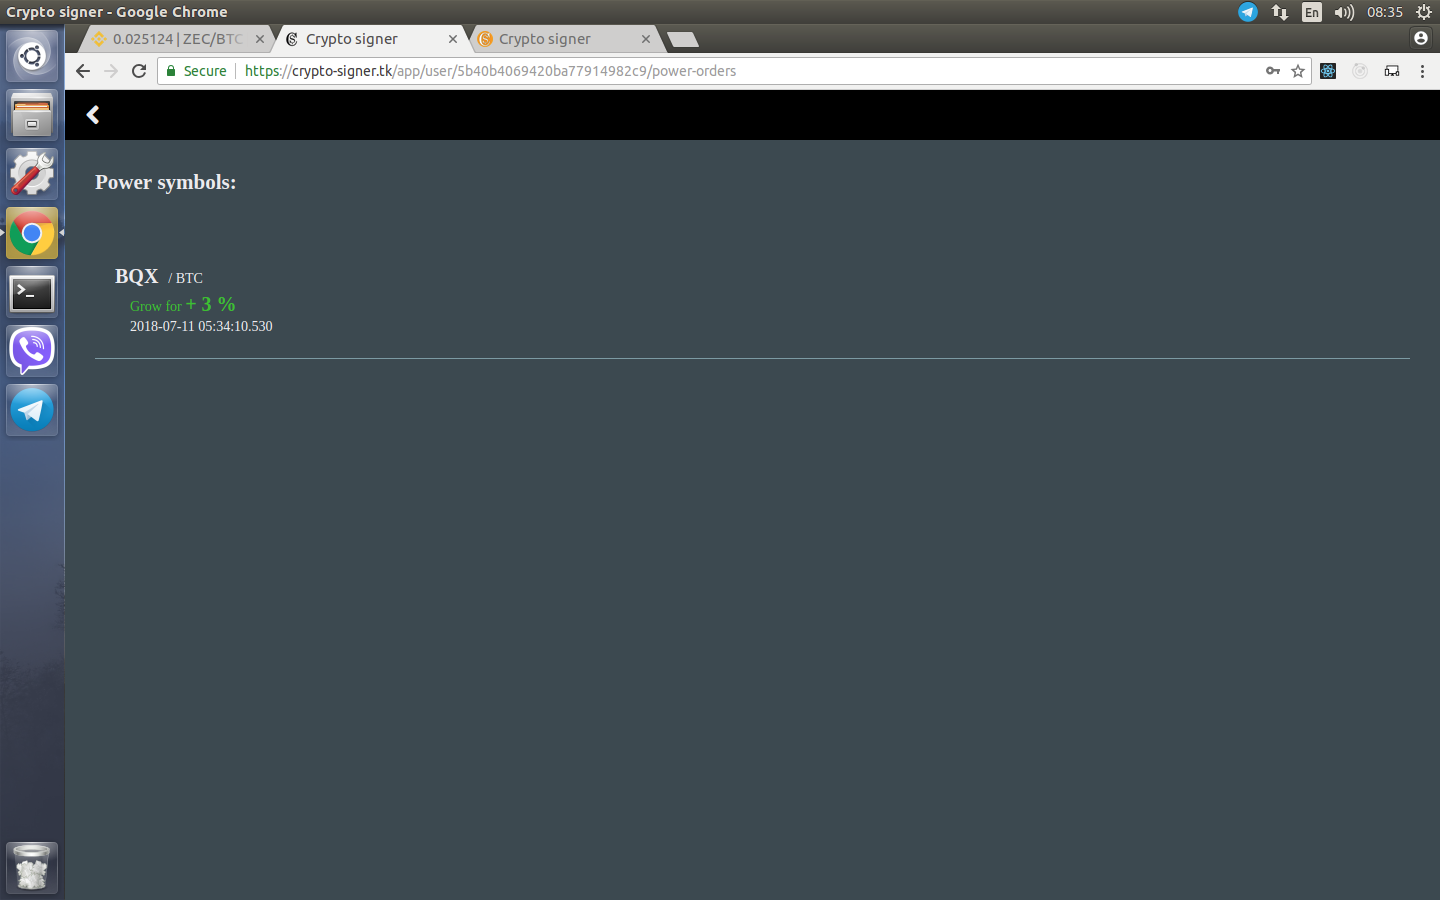 Crypto signer - Google Chrome
En
08:35
0.025124 | ZEC/BTC
Crypto signer
Crypto signer
Secure
https://crypto-signer.tk/app/user/5b40b4069420ba77914982c9/power-orders
Power symbols:
BQX / BTC
Grow for + 3 %
2018-07-11 05:34:10.530